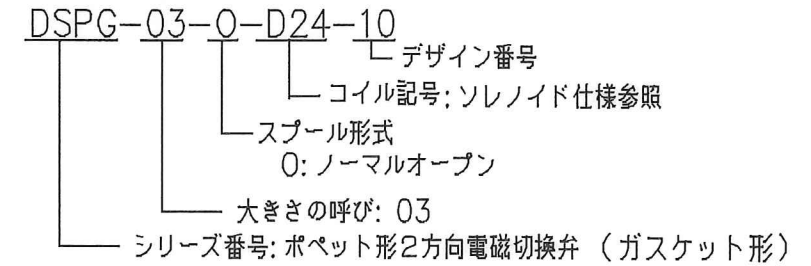 DSPG-03-O-D24-10
デザイン番号
コイル記号:ソレノイド仕様参照
スプール形式
O:ノーマルオープン
大きさの呼び: 03
シリーズ番号:ポペット形2方向電磁切換弁 (ガスケット形)